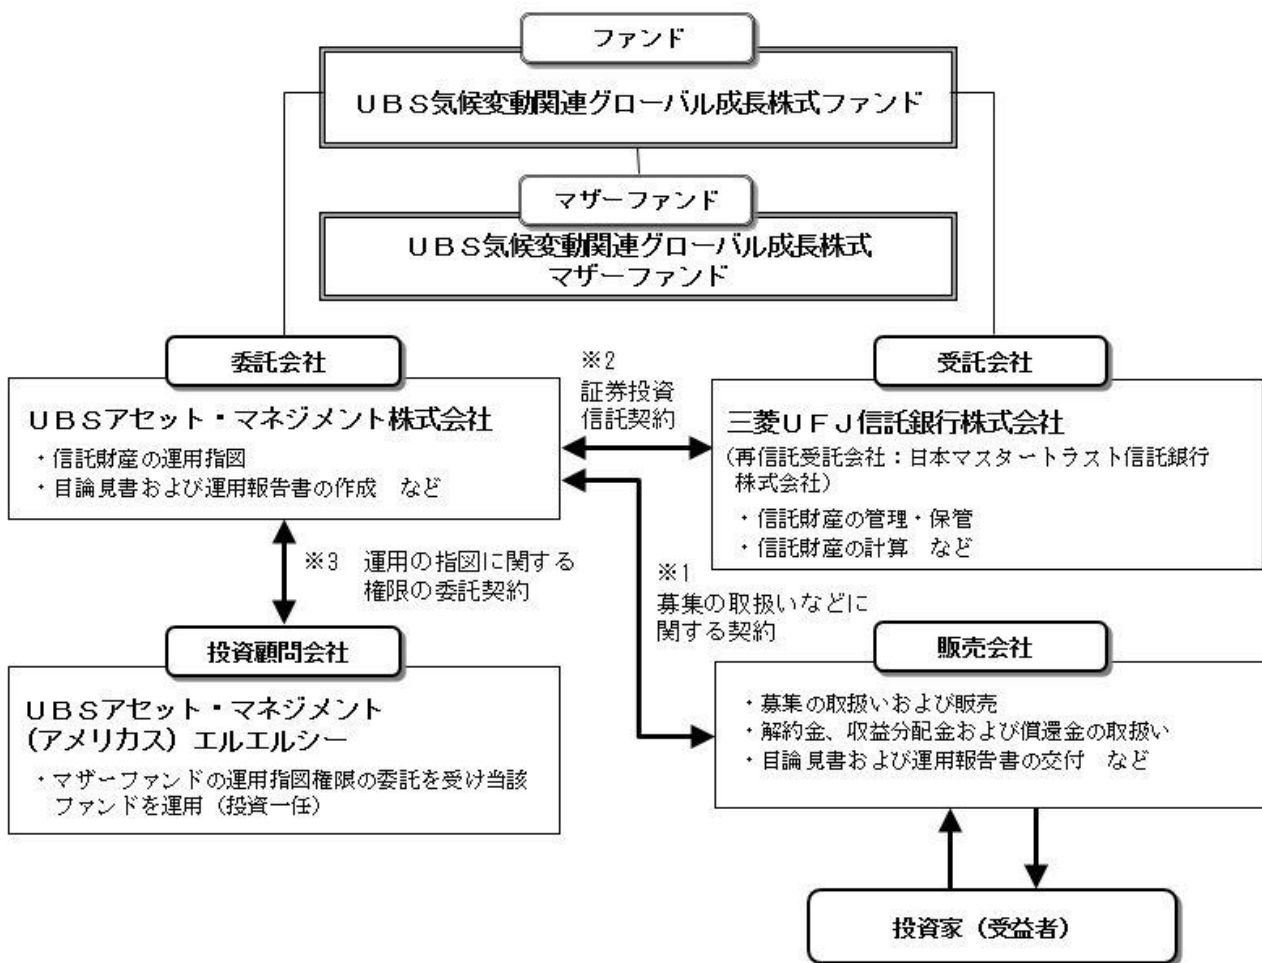 ファンド
ＵＢＳ気候変動関連グローバル成長株式ファンド
マザーファンド
ＵＢＳ気候変動関連グローバル成長株式
マザーファンド
委託会社
ＵＢＳアセット・マネジメント株式会社
・信託財産の運用指図
・目論見書および運用報告書の作成　など
※2
証券投資
信託契約
受託会社
三菱ＵＦＪ信託銀行株式会社
（再信託受託会社：日本マスタートラスト信託銀行
株式会社）
・信託財産の管理・保管
・信託財産の計算　など
※3　運用の指図に関する
権限の委託契約
※1
募集の取扱いなどに
関する契約
投資顧問会社
ＵＢＳアセット・マネジメント
（アメリカス）エルエルシー
・マザーファンドの運用指図権限の委託を受け当該
ファンドを運用（投資一任）
販売会社
・募集の取扱いおよび販売
・解約金、収益分配金および償還金の取扱い
・目論見書および運用報告書の交付　など
投資家（受益者）